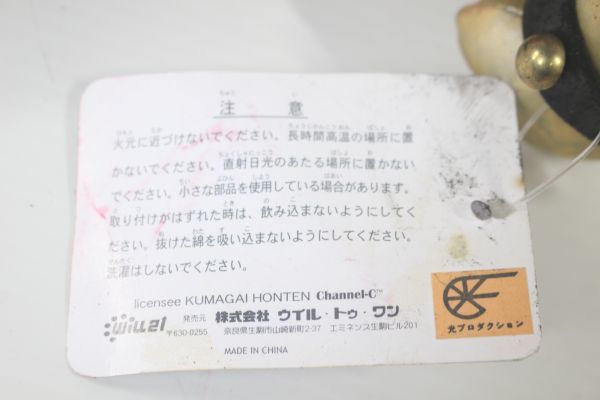 注意
火元に近づけないでください。長時間高温の場所に置
かないでください。直射日光のあたる場所に置かない
でください。小さな部品を使用している場合があります。
取り付けがはずれた時は、飲み込まないようにしてく
ださい。抜けた綿を吸い込まないようにしてください。
洗濯はしないでください。
licensee KUMAGAI HONTEN Channel-C™
will21 発売元 株式会社 ウイル・トゥ・ワン
〒630-0255 奈良県生駒市山崎新町2-37 エミネンス生駒ビル201
MADE IN CHINA
光プロダクション